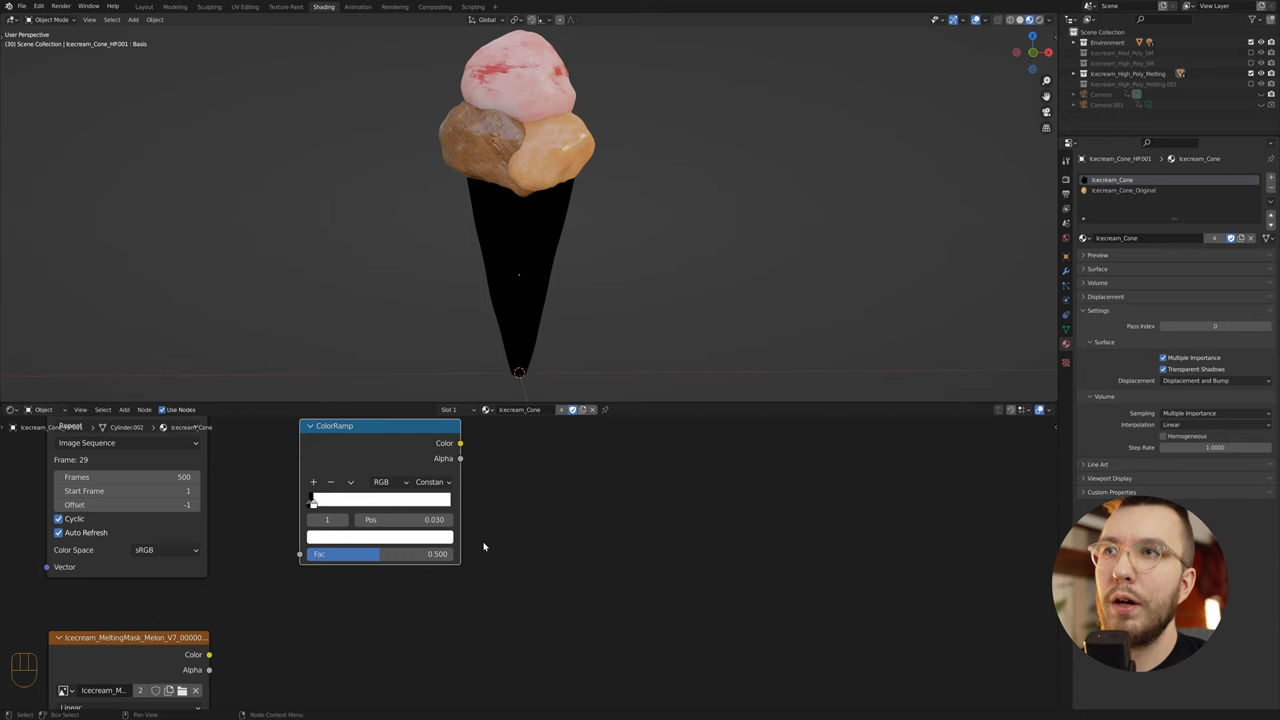 File Edit Render Window Help Layout Modeling Sculpting UV Editing Texture Paint Shading Animation Rendering Compositing Scripting Scene View Layer
Object Mode View Select Add Object Global
User Perspective
(30) Scene Collection | Icecream_Cone_HP.001 : Basis
Scene Collection
Environment
Icecream_Med_Poly_SM
Icecream_High_Poly_SM
Icecream_High_Poly_Melting
Icecream_High_Poly_Melting.001
Camera
Camera.001
Icecream_Cone_HP.001 > Icecream_Cone
Icecream_Cone
Icecream_Cone_Original
Icecream_Cone 4
Preview
Surface
Volume
Displacement
Settings
Pass Index 0
Surface
Multiple Importance
Transparent Shadows
Displacement Displacement and Bump
Volume
Sampling Multiple Importance
Interpolation Linear
Homogeneous
Step Rate 1.0000
Line Art
Viewport Display
Custom Properties
Object View Select Add Node Use Nodes Slot 1 Icecream_Cone 4
Cylinder.002 Icecream_Cone
Repeat
Image Sequence
Frame: 29
Frames 500
Start Frame 1
Offset -1
Cyclic
Auto Refresh
Color Space sRGB
Vector
ColorRamp
Color
Alpha
+ − RGB Constan
1 Pos 0.030
Fac 0.500
Icecream_MeltingMask_Melon_V7_00000...
Color
Alpha
Icecream_M... 2
Linear
Select Box Select Pan View Node Context Menu